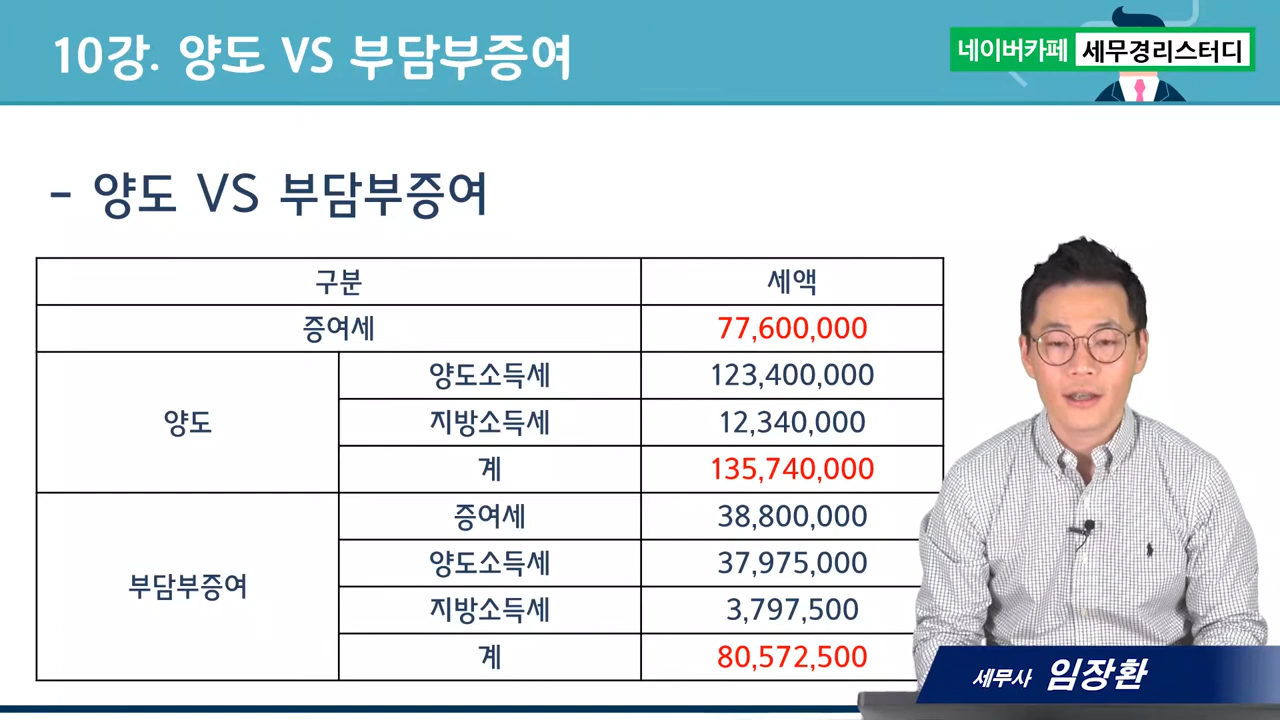 10강. 양도 VS 부담부증여
네이버카페 세무경리스터디
- 양도 VS 부담부증여
구분 세액
증여세 77,600,000
양도 양도소득세 123,400,000
지방소득세 12,340,000
계 135,740,000
부담부증여 증여세 38,800,000
양도소득세 37,975,000
지방소득세 3,797,500
계 80,572,500
세무사 임장환